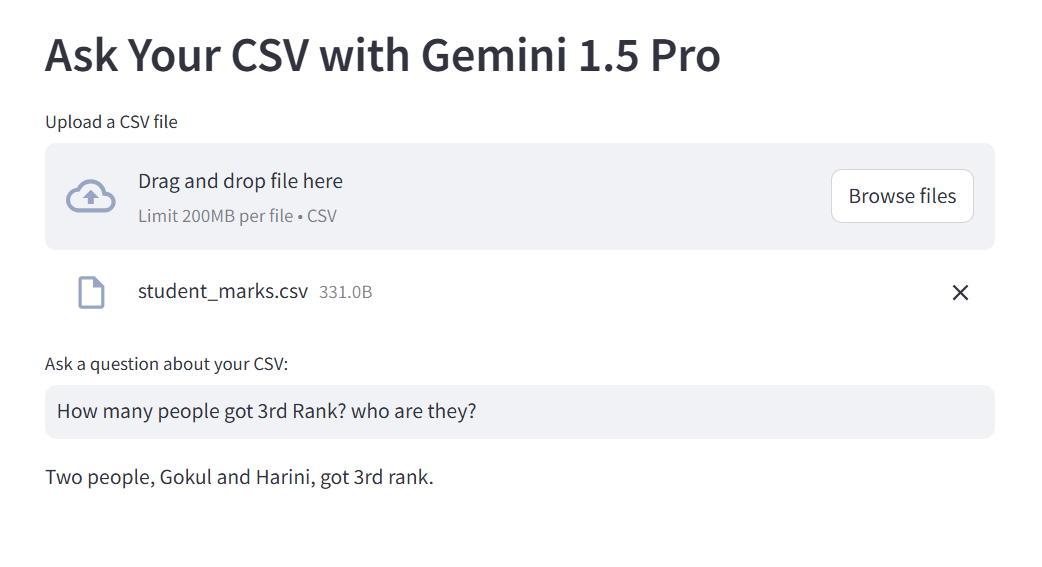 Ask Your CSV with Gemini 1.5 Pro
Upload a CSV file
Drag and drop file here
Limit 200MB per file • CSV
Browse files
student_marks.csv 331.0B
Ask a question about your CSV:
How many people got 3rd Rank? who are they?
Two people, Gokul and Harini, got 3rd rank.